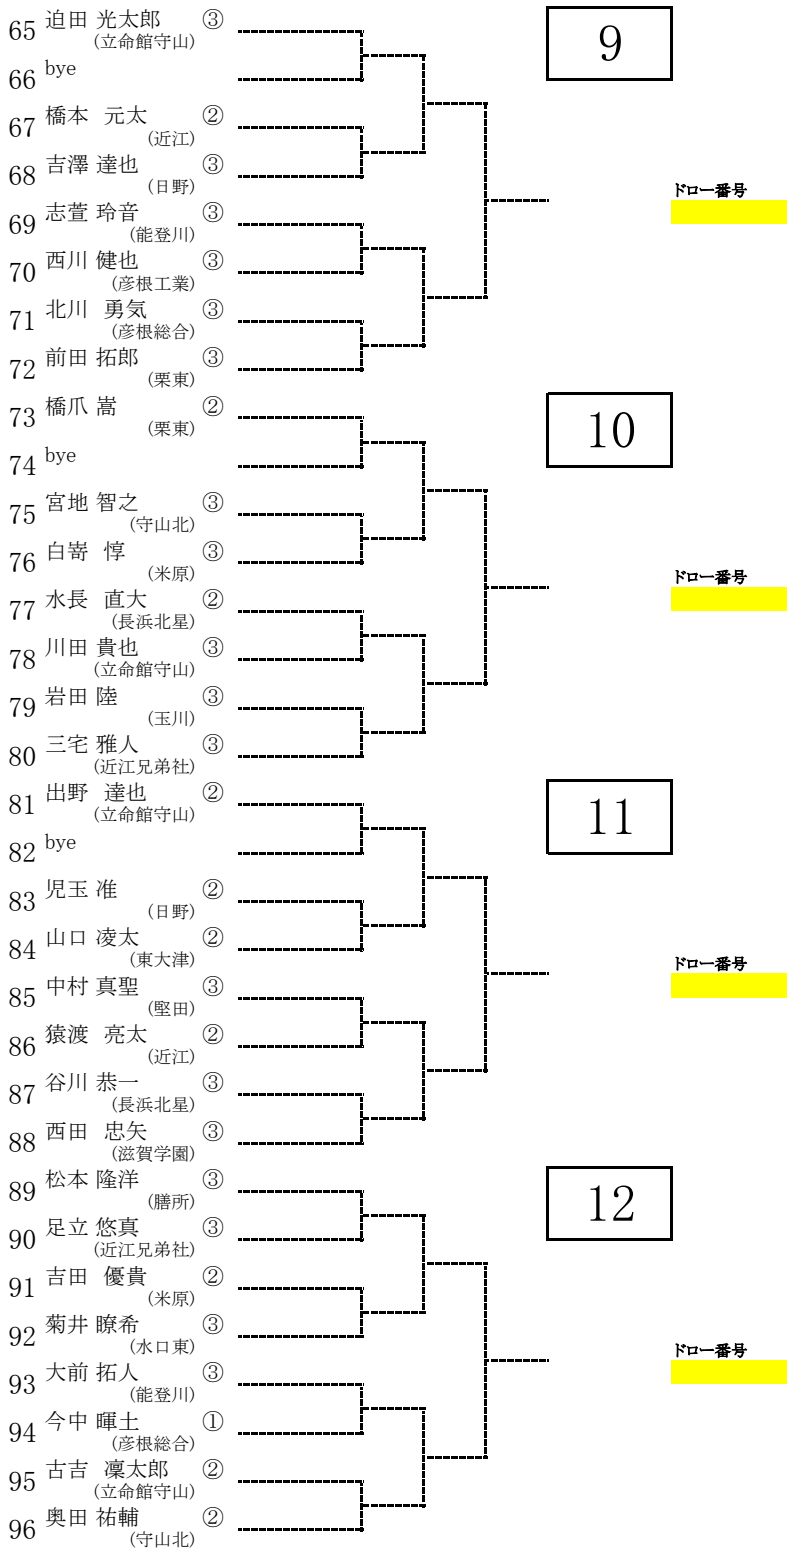 65 迫田 光太郎 ③
(立命館守山)
66 bye
9
67 橋本 元太 ②
(近江)
68 吉澤 達也 ③
(日野)
ドロー番号
69 志萱 玲音 ③
(能登川)
70 西川 健也 ③
(彦根工業)
71 北川 勇気 ③
(彦根総合)
72 前田 拓郎 ③
(栗東)
73 橋爪 嵩 ②
(栗東)
10
74 bye
75 宮地 智之 ③
(守山北)
76 白嵜 惇 ③
(米原)
ドロー番号
77 水長 直大 ②
(長浜北星)
78 川田 貴也 ③
(立命館守山)
79 岩田 陸 ③
(玉川)
80 三宅 雅人 ③
(近江兄弟社)
81 出野 達也 ②
(立命館守山)
11
82 bye
83 児玉 准 ②
(日野)
84 山口 凌太 ②
(東大津)
ドロー番号
85 中村 真聖 ③
(堅田)
86 猿渡 亮太 ②
(近江)
87 谷川 恭一 ③
(長浜北星)
88 西田 忠矢 ③
(滋賀学園)
89 松本 隆洋 ③
(膳所)
12
90 足立 悠真 ③
(近江兄弟社)
91 吉田 優貴 ②
(米原)
92 菊井 瞭希 ③
(水口東)
ドロー番号
93 大前 拓人 ③
(能登川)
94 今中 暉土 ①
(彦根総合)
95 古吉 凜太郎 ②
(立命館守山)
96 奥田 祐輔 ②
(守山北)